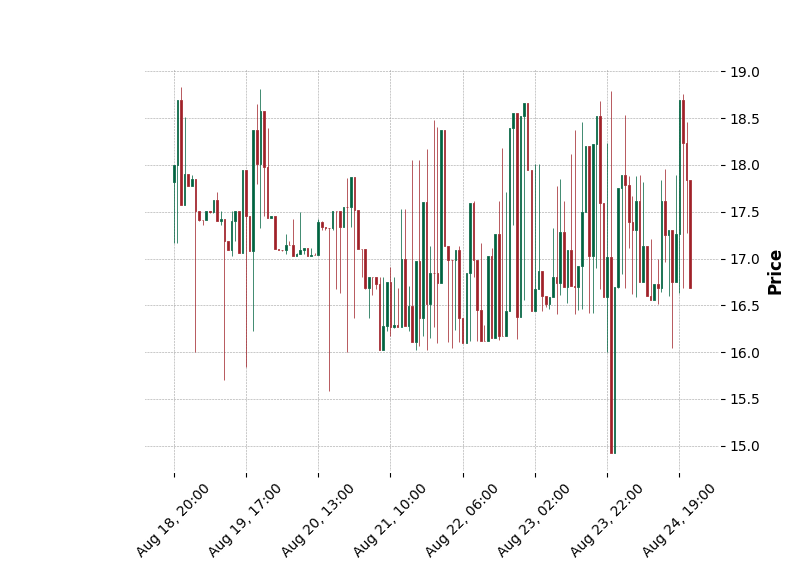 19.0
18.5
18.0
17.5
17.0
16.5
16.0
15.5
15.0
Price
Aug 18, 20:00
Aug 19, 17:00
Aug 20, 13:00
Aug 21, 10:00
Aug 22, 06:00
Aug 23, 02:00
Aug 23, 22:00
Aug 24, 19:00